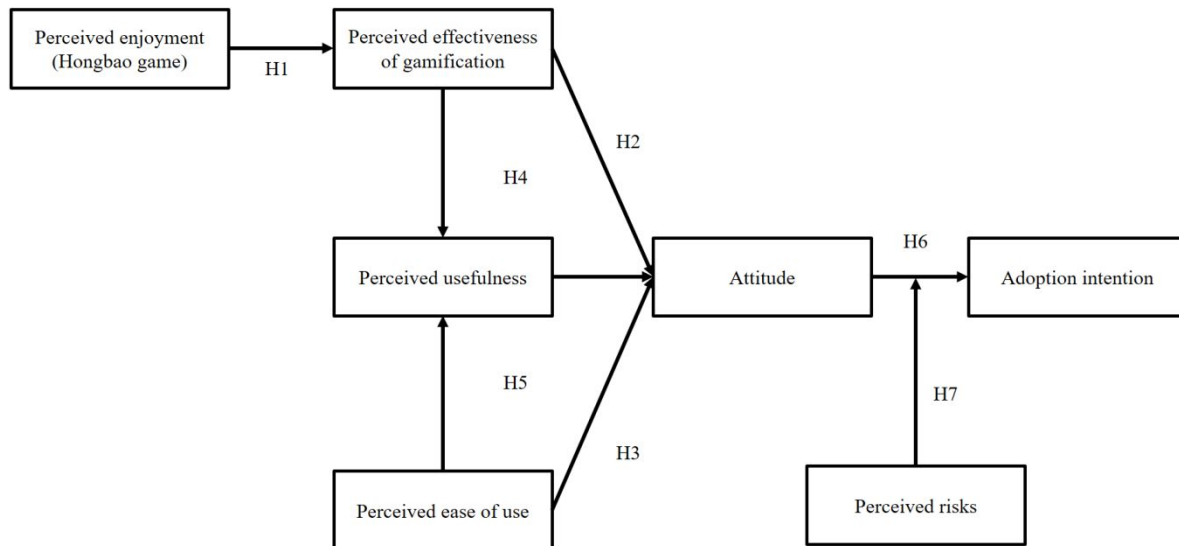 Perceived enjoyment
(Hongbao game)
H1
Perceived effectiveness
of gamification
H2
H4
Perceived usefulness
Attitude
H6
Adoption intention
H5
H3
H7
Perceived ease of use
Perceived risks